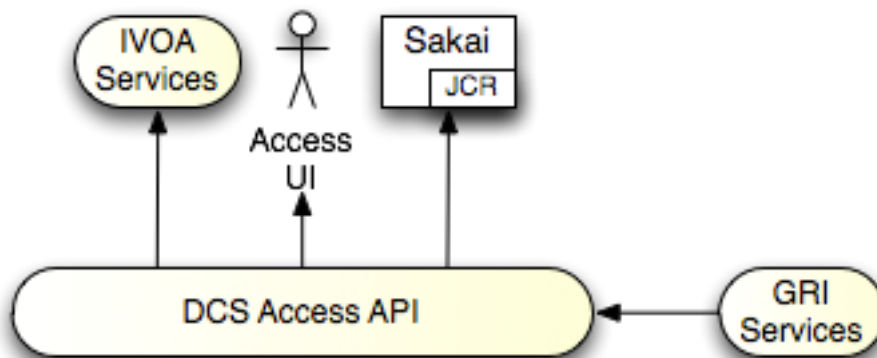 IVOA
Services
Access
UI
Sakai
JCR
DCS Access API
GRI
Services